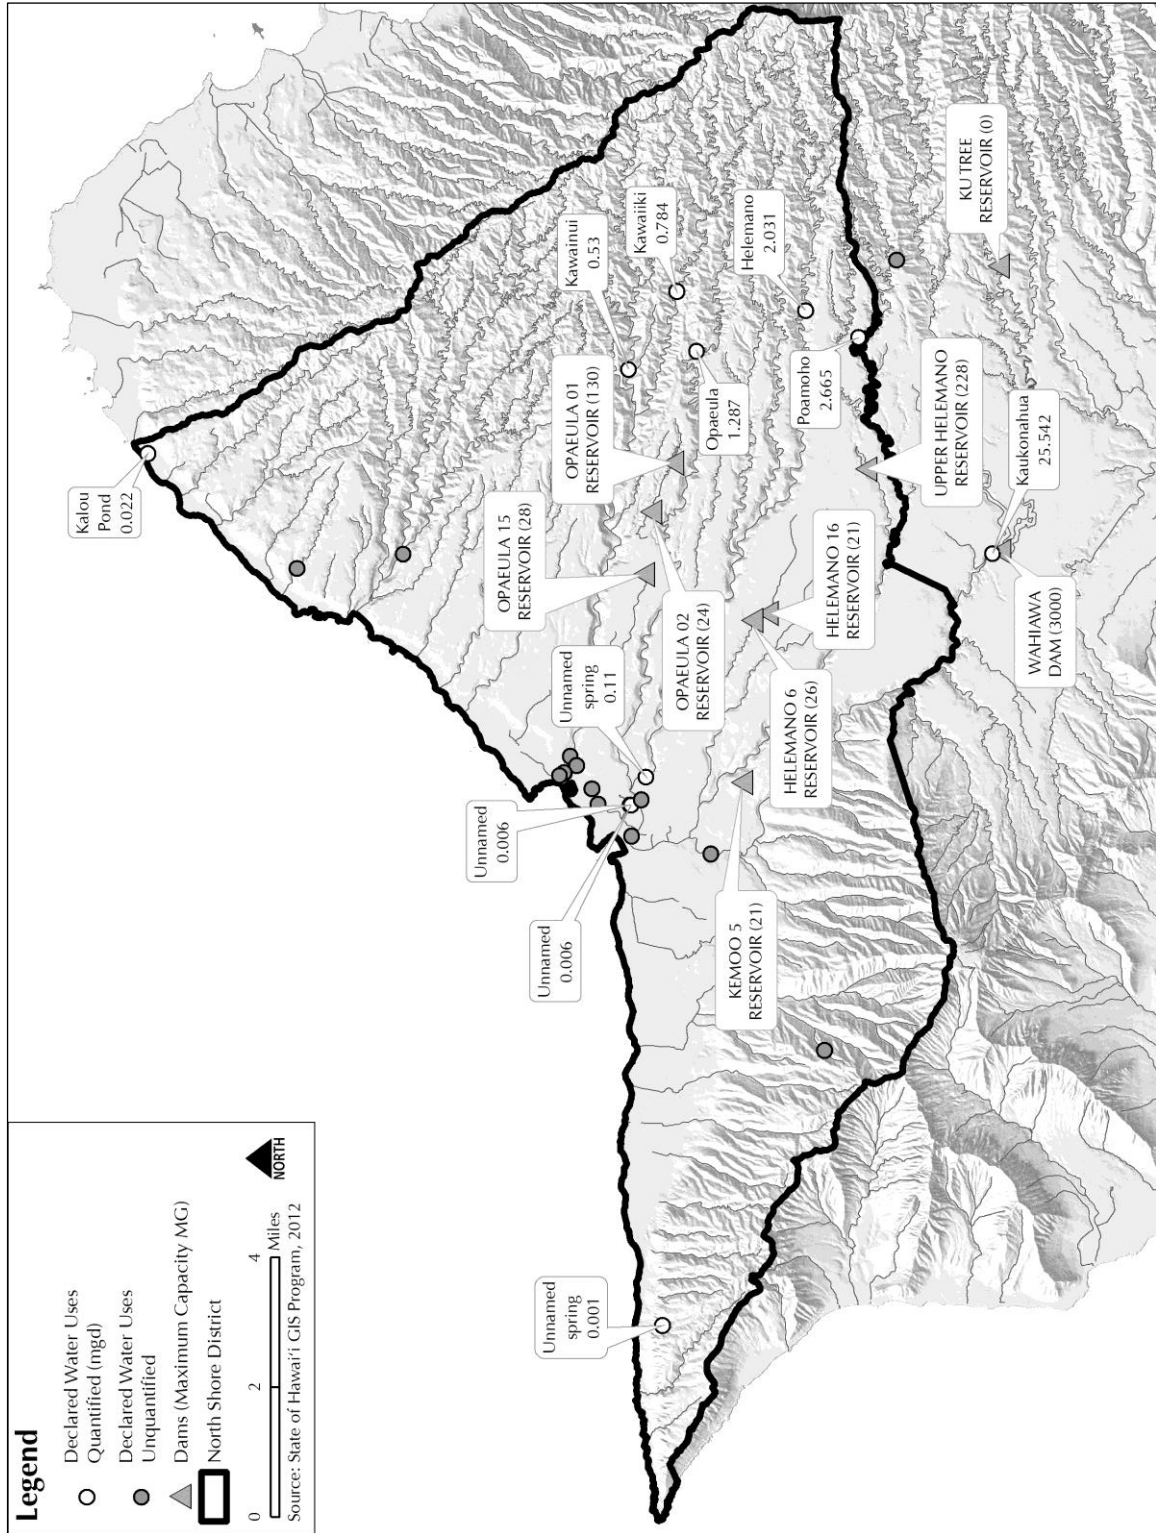 Legend
Declared Water Uses
Quantified (mgd)
Declared Water Uses
Unquantified
Dams (Maximum Capacity MG)
North Shore District
0
2
4
Miles
NORTH
Source: State of Hawai'i GIS Program, 2012
Unnamed
spring
0.001
Unnamed
0.006
Unnamed
0.006
Unnamed
spring
0.11
Kalou
Pond
0.022
OPAEULA 15
RESERVOIR (28)
OPAEULA 01
RESERVOIR (130)
OPAEULA 02
RESERVOIR (24)
Kawainui
0.53
Kawaiiki
0.784
Opaeula
1.287
Helemano
2.031
Poamoho
2.665
KEMOO 5
RESERVOIR (21)
HELEMANO 6
RESERVOIR (26)
HELEMANO 16
RESERVOIR (21)
UPPER HELEMANO
RESERVOIR (228)
KU TREE
RESERVOIR (0)
Kaukonahua
25.542
WAHIAWA
DAM (3000)